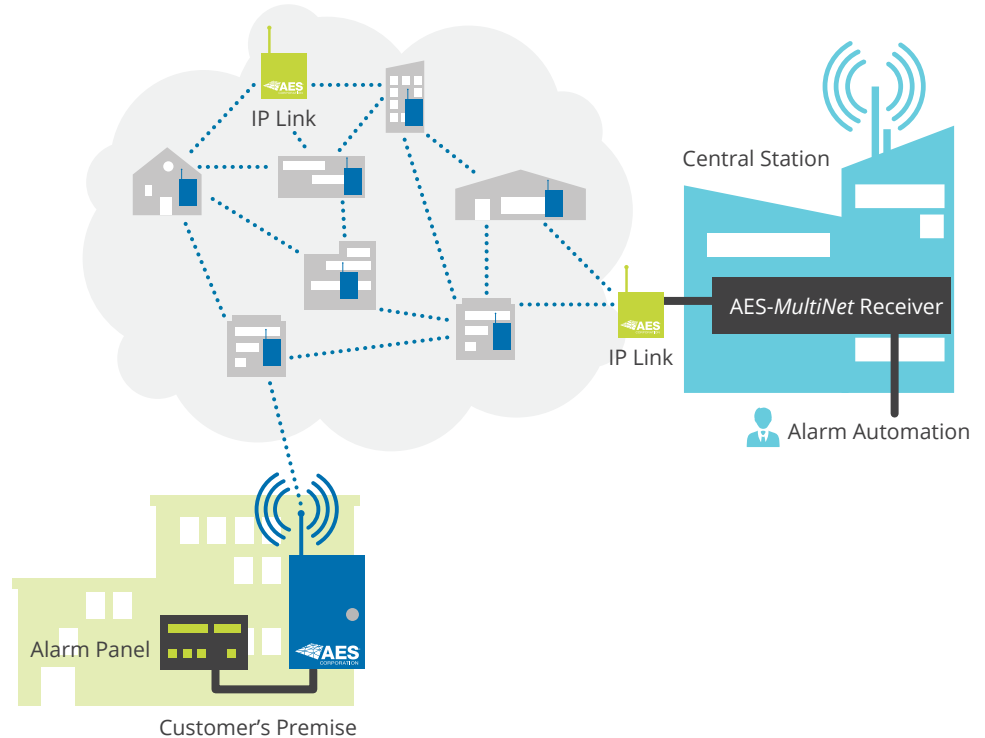 AES
IP Link
Central Station
AES-MultiNet Receiver
AES
IP Link
Alarm Automation
Alarm Panel
AES
CORPORATION
Customer’s Premise